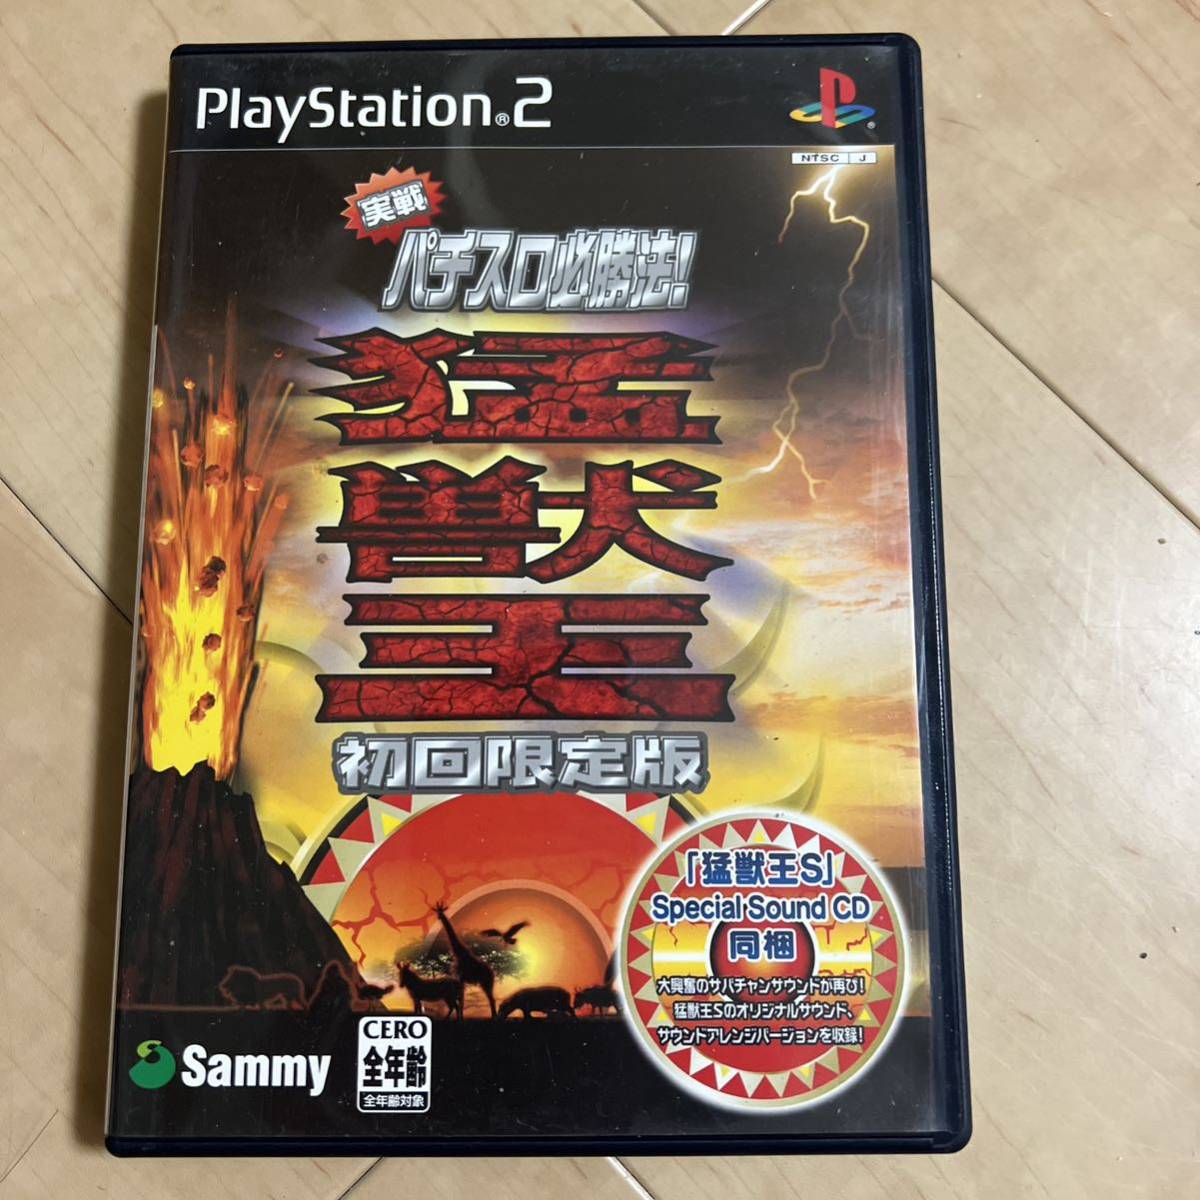 PlayStation®2
NTSC J
実戦
パチスロ必勝法!
猛
獣
王
初回限定版
「猛獣王S」
Special Sound CD
同梱
大興奮のサバチャンサウンドが再び!
猛獣王Sのオリジナルサウンド、
サウンドアレンジバージョンを収録!
Sammy
CERO
全年齢
全年齢対象